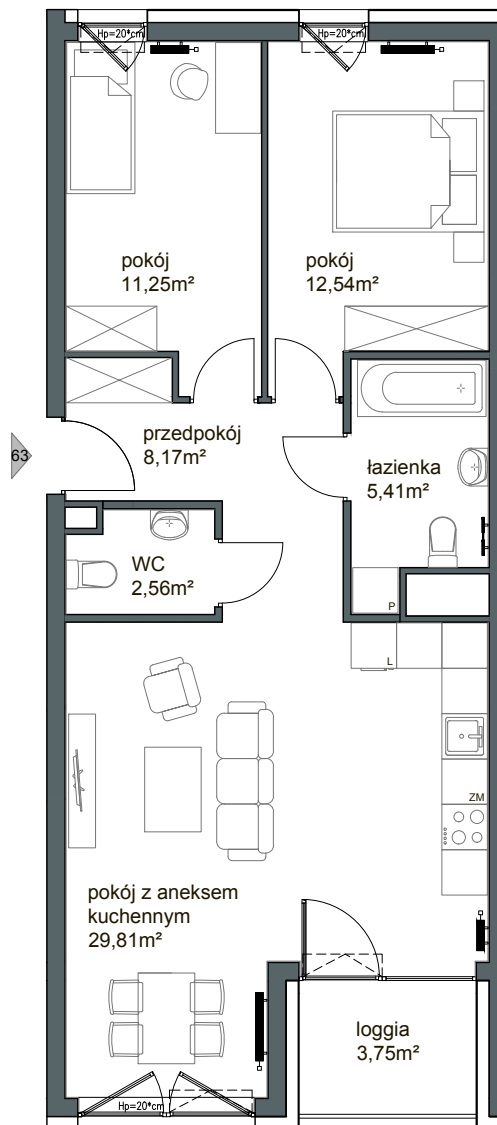 Hp=20*cm
Hp=20*cm
pokój
11,25m²
pokój
12,54m²
przedpokój
8,17m²
63
łazienka
5,41m²
WC
2,56m²
P
L
ZM
pokój z aneksem
kuchennym
29,81m²
loggia
3,75m²
Hp=20*cm